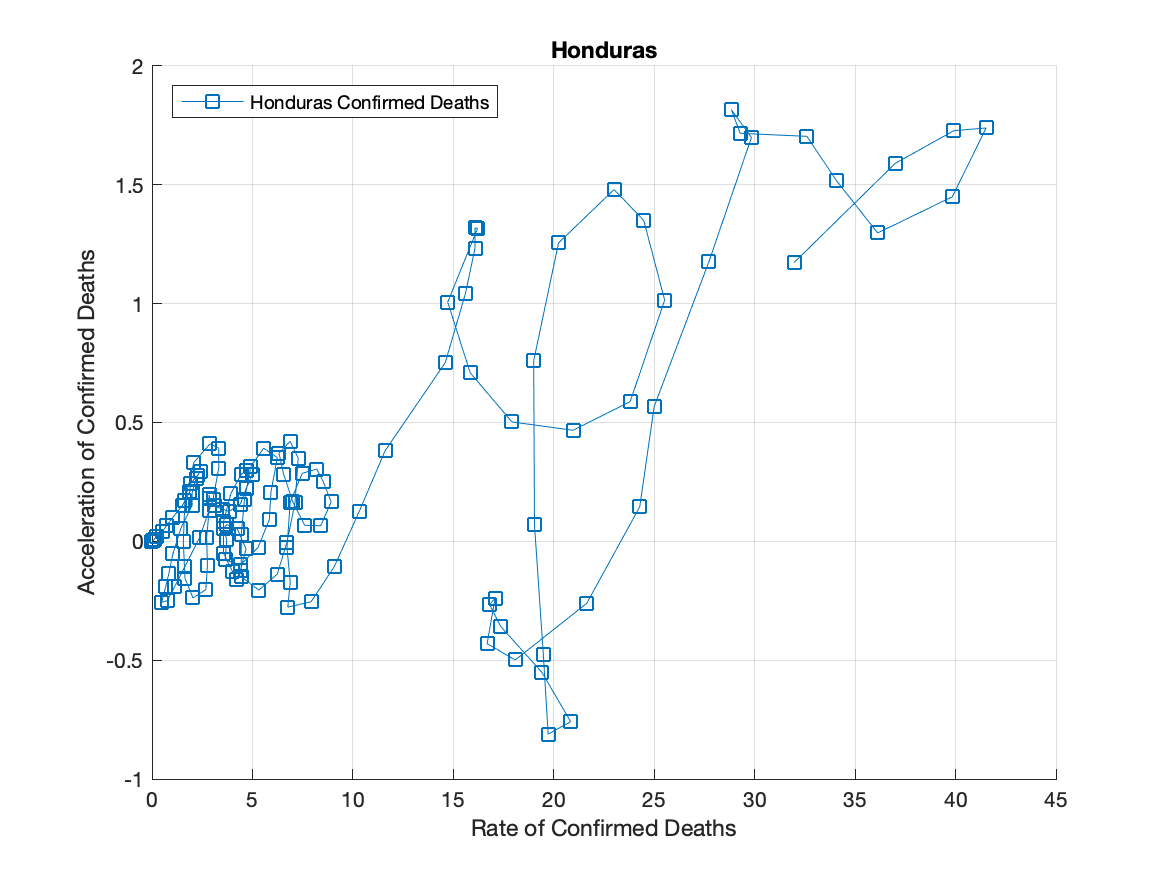 Honduras
Honduras Confirmed Deaths
2
1.5
1
0.5
0
-0.5
-1
Acceleration of Confirmed Deaths
0 5 10 15 20 25 30 35 40 45
Rate of Confirmed Deaths